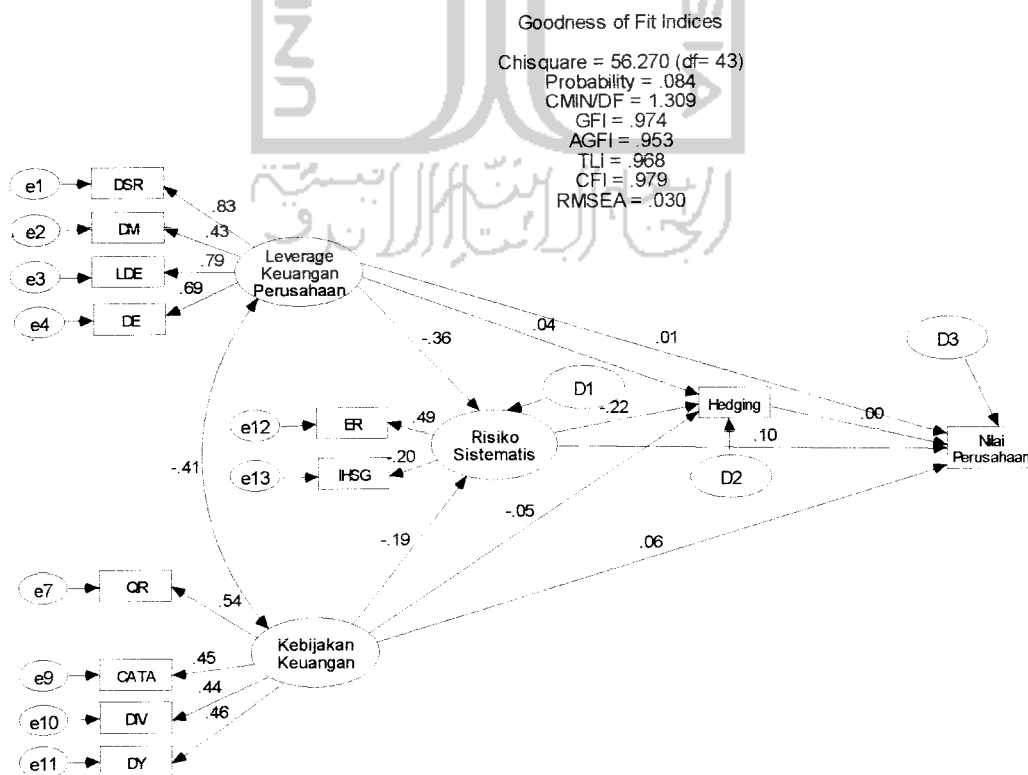 UNI
Goodness of Fit Indices
Chisquare = 56.270 (df= 43)
Probability = .084
CMIN/DF = 1.309
GFI = .974
AGFI = .953
TLI = .968
CFI = .979
RMSEA = .030
e1
DSR
.83
e2
DM
.43
e3
LDE
.79
e4
DE
.69
Leverage
Keuangan
Perusahaan
.04
.01
D3
-.36
D1
-.22
Hedging
.00
e12
ER
.49
Risiko
Sistematis
.10
Nilai
Perusahaan
-.41
e13
IHSG
-.20
D2
-.05
-.19
.06
e7
QR
.54
Kebijakan
Keuangan
e9
CATA
.45
e10
DIV
.44
e11
DY
.46